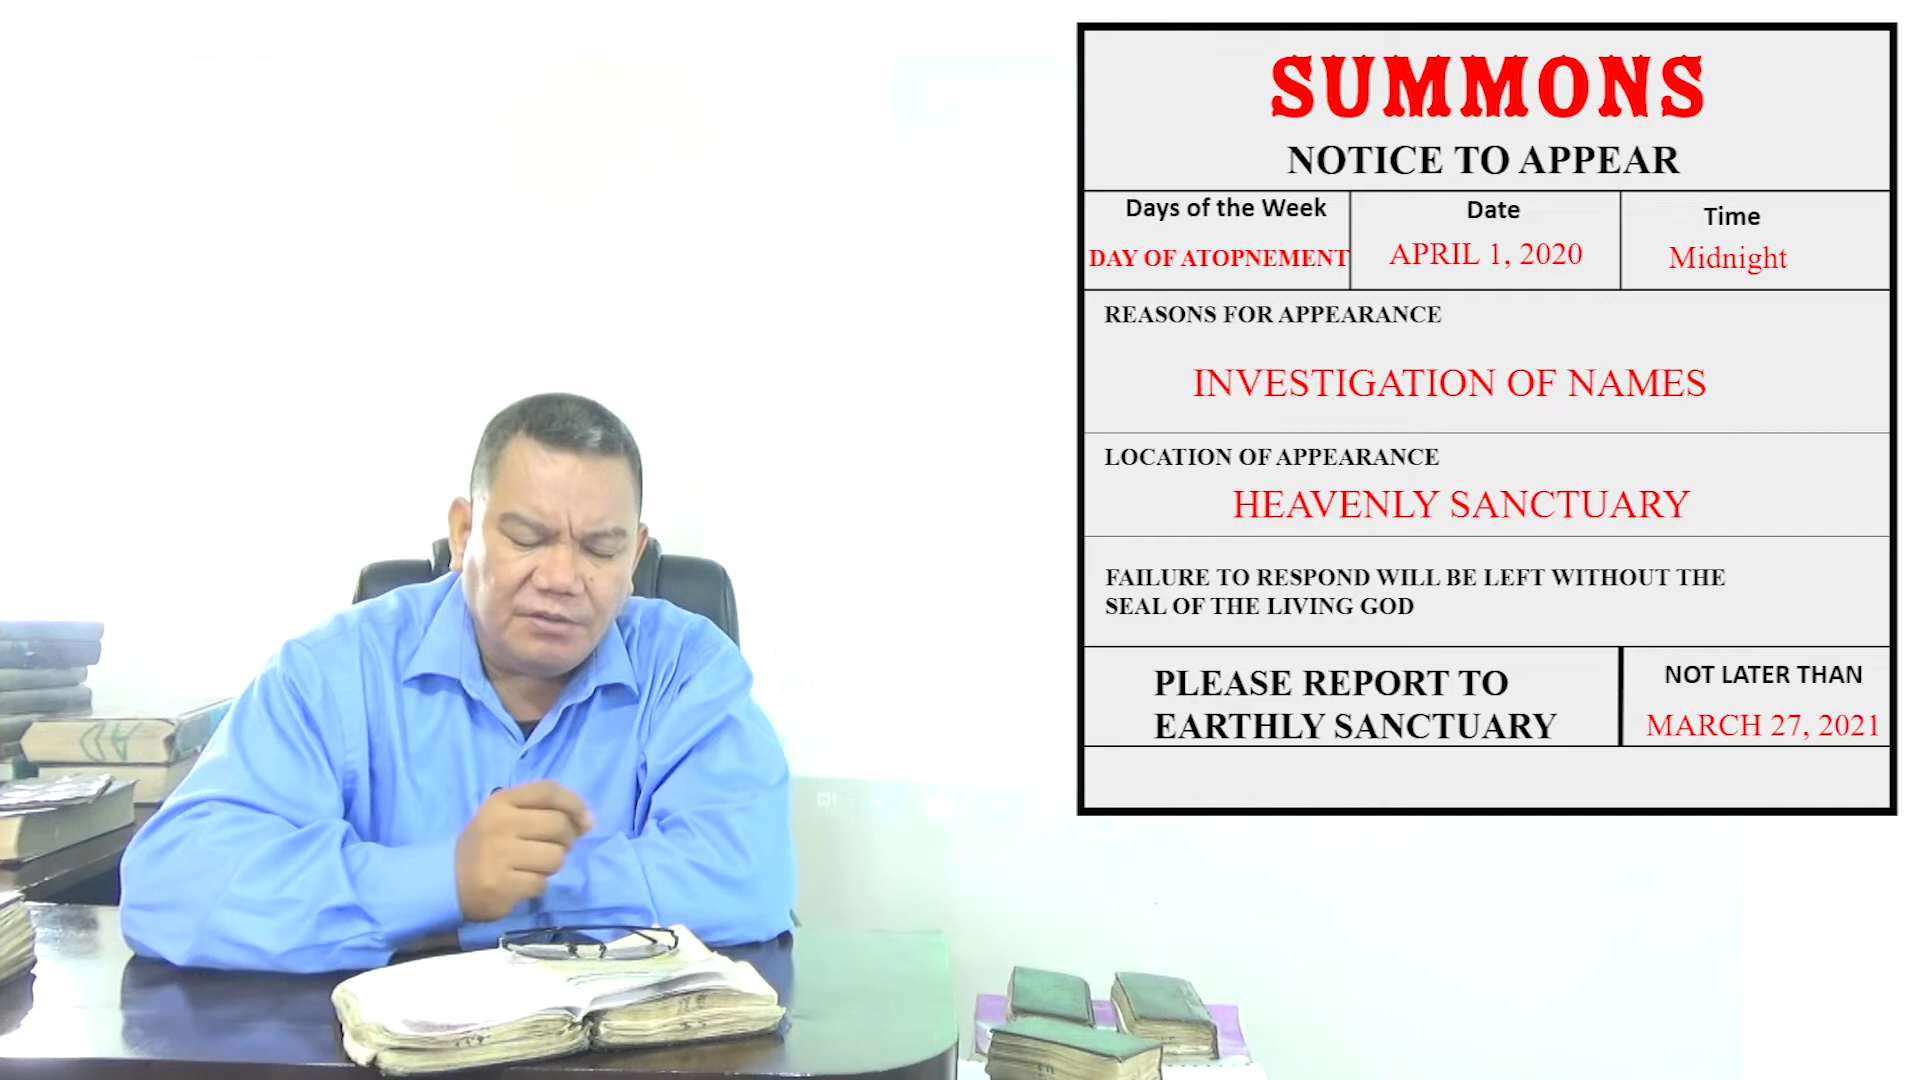 SUMMONS
NOTICE TO APPEAR
Days of the Week
Date
Time
DAY OF ATOPNEMENT
APRIL 1, 2020
Midnight
REASONS FOR APPEARANCE
INVESTIGATION OF NAMES
LOCATION OF APPEARANCE
HEAVENLY SANCTUARY
FAILURE TO RESPOND WILL BE LEFT WITHOUT THE
SEAL OF THE LIVING GOD
PLEASE REPORT TO
EARTHLY SANCTUARY
NOT LATER THAN
MARCH 27, 2021